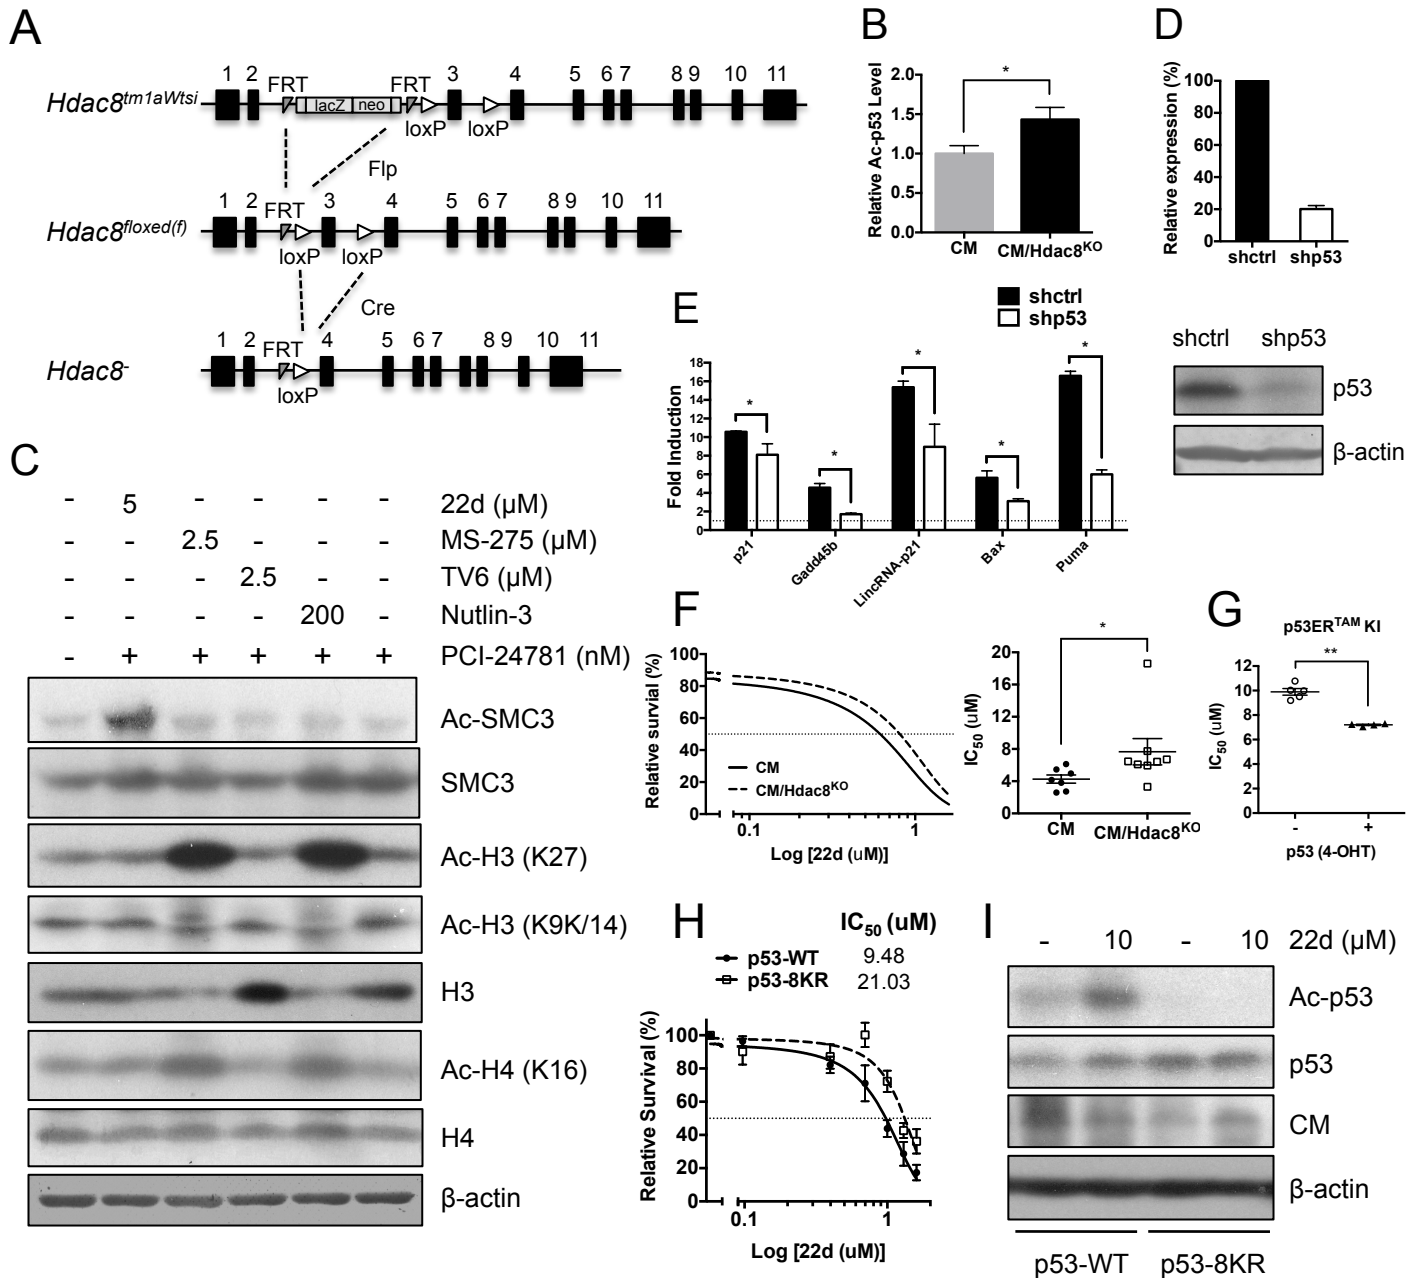 A
1 2 FRT FRT 3 4 5 6 7 8 9 10 11
Hdac8tm1aWtsi
lacZ neo
loxP loxP
Flp
1 2 FRT 3 4 5 6 7 8 9 10 11
Hdac8floxed(f)
loxP loxP
Cre
1 2 FRT 4 5 6 7 8 9 10 11
Hdac8-
loxP
B
Relative Ac-p53 Level
2.0
1.5
1.0
0.5
0.0
*
CM CM/Hdac8KO
D
Relative expression (%)
100
80
60
40
20
0
shctrl shp53
shctrl shp53
p53
β-actin
C
- 5 - - - - 22d (µM)
- - 2.5 - - - MS-275 (µM)
- - - 2.5 - - TV6 (µM)
- - - - 200 - Nutlin-3
- + + + + + PCI-24781 (nM)
Ac-SMC3
SMC3
Ac-H3 (K27)
Ac-H3 (K9K/14)
H3
Ac-H4 (K16)
H4
β-actin
E
shctrl
shp53
Fold Induction
18
16
14
12
10
8
6
4
2
0
* * * * *
p21 Gadd45b LincRNA-p21 Bax Puma
F
Relative survial (%)
100
80
60
40
20
0
CM
CM/Hdac8KO
0.1 1
Log [22d (uM)]
IC50 (uM)
20
16
12
8
4
0
*
CM CM/Hdac8KO
G
p53ERTAM KI
**
IC50 (uM)
12
10
8
6
4
2
0
- +
p53 (4-OHT)
H
IC50 (uM)
p53-WT 9.48
p53-8KR 21.03
Relative Survival (%)
100
80
60
40
20
0
0.1 1
Log [22d (uM)]
I
- 10 - 10 22d (µM)
Ac-p53
p53
CM
β-actin
p53-WT p53-8KR